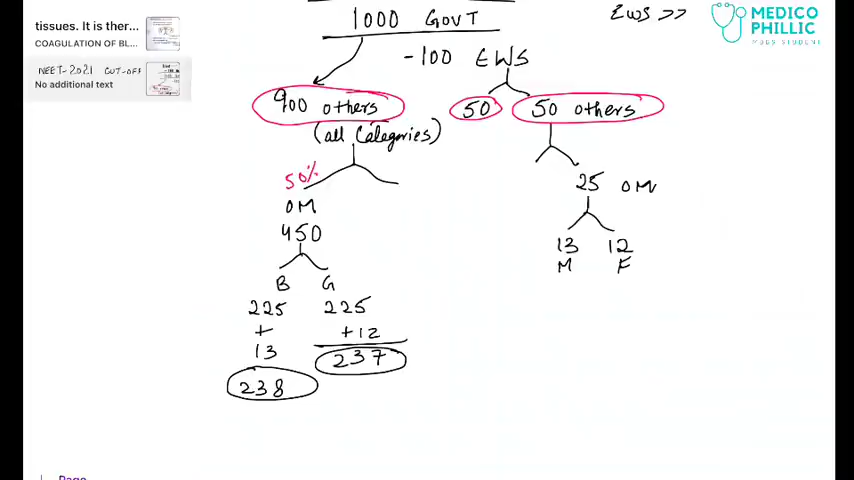 tissues. It is ther...
COAGULATION OF BL...
NEET-2021 CUT-OFF
No additional text
1000 GOVT
EWS >>
MEDICO
PHILLIC
MBBS STUDENT
-100 EWS
900 others
50
50 others
(all Categories)
50%
25 OM
OM
450
13 12
M F
B G
225 225
+ +12
13
237
238
Page